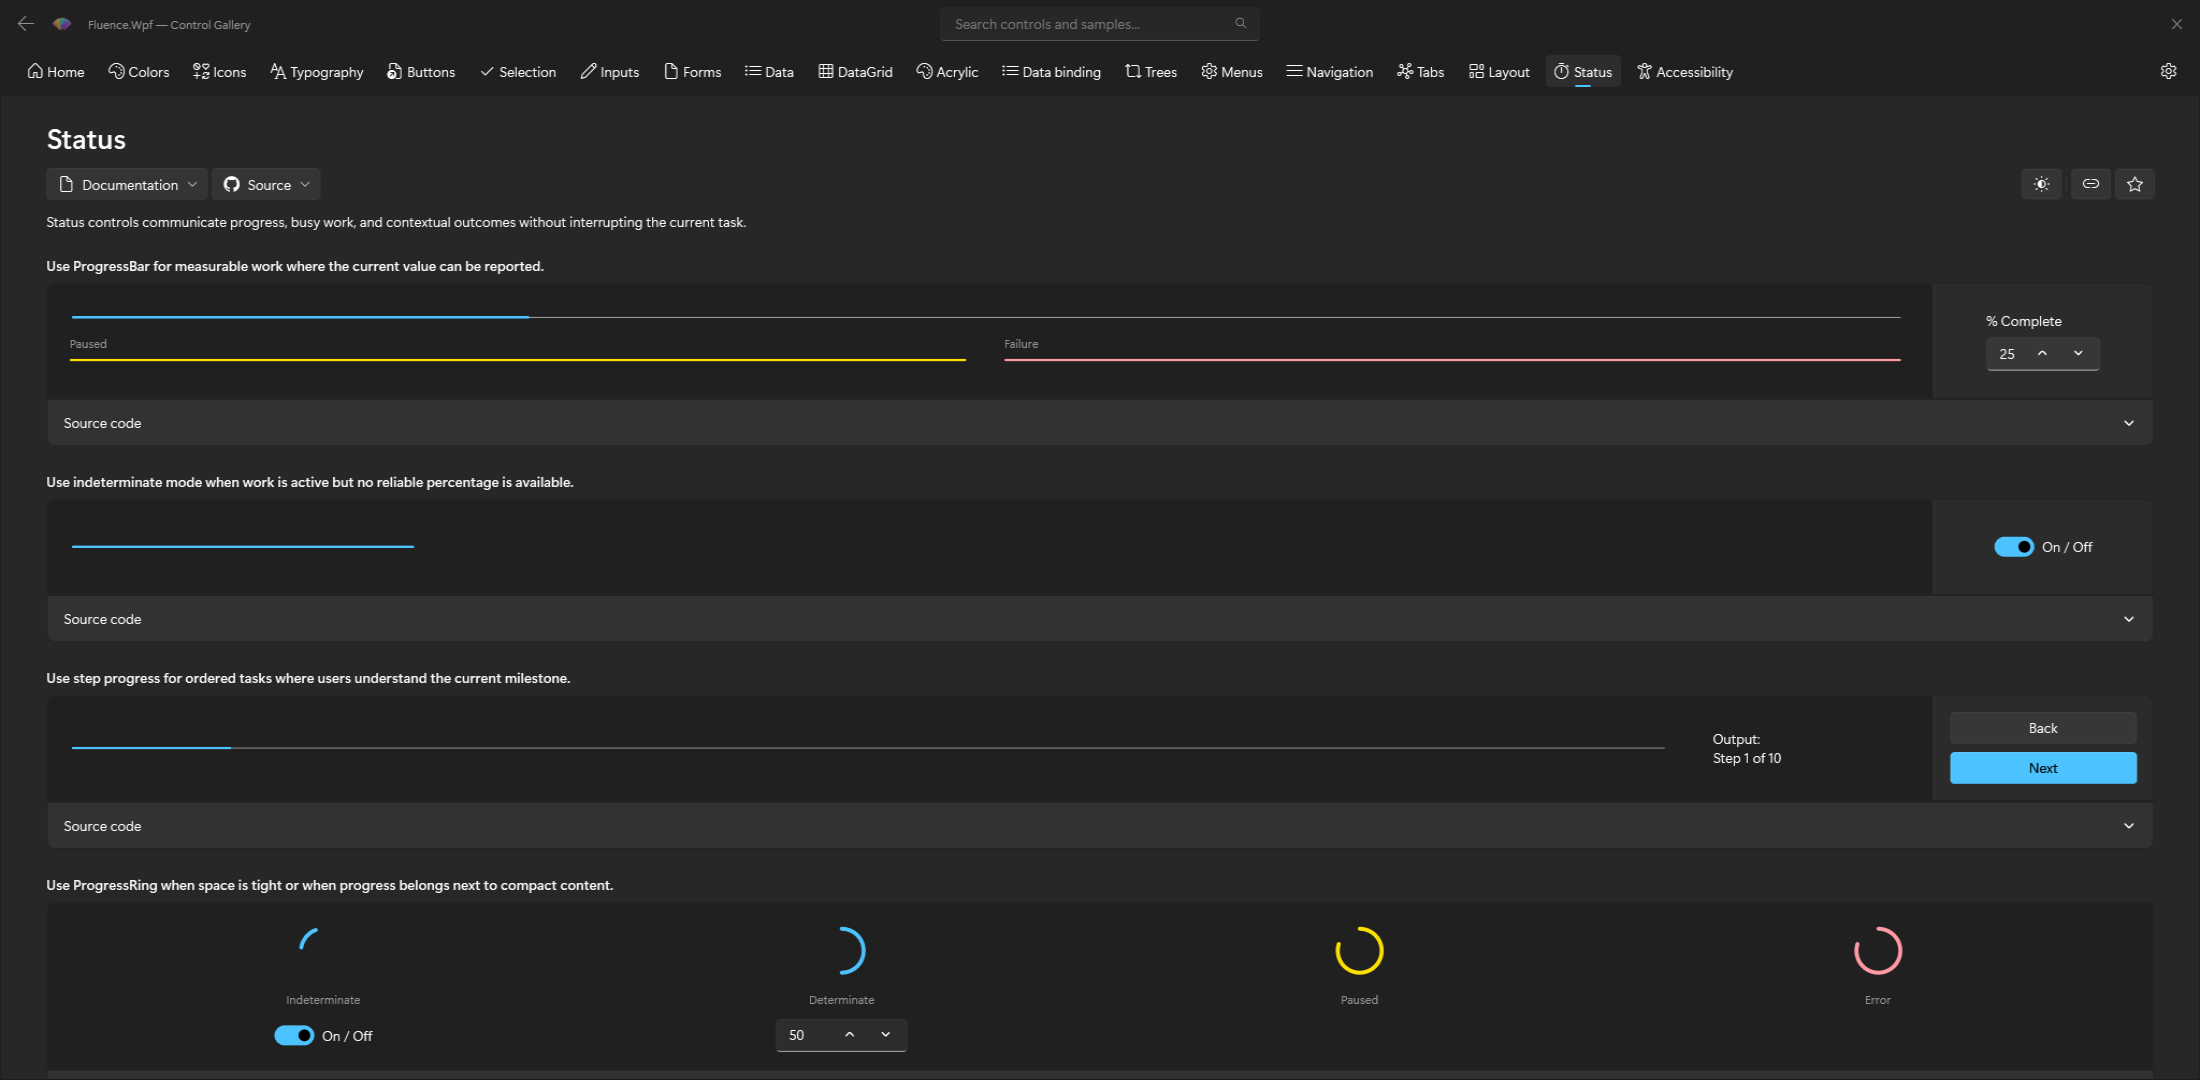 Fluence.Wpf — Control Gallery
Search controls and samples...
Home Colors Icons Typography Buttons Selection Inputs Forms Data DataGrid Acrylic Data binding Trees Menus Navigation Tabs Layout Status Accessibility
Status
Documentation Source
Status controls communicate progress, busy work, and contextual outcomes without interrupting the current task.
Use ProgressBar for measurable work where the current value can be reported.
% Complete
Paused Failure
25
Source code
Use indeterminate mode when work is active but no reliable percentage is available.
On / Off
Source code
Use step progress for ordered tasks where users understand the current milestone.
Back
Output:
Step 1 of 10
Next
Source code
Use ProgressRing when space is tight or when progress belongs next to compact content.
Indeterminate Determinate Paused Error
On / Off 50